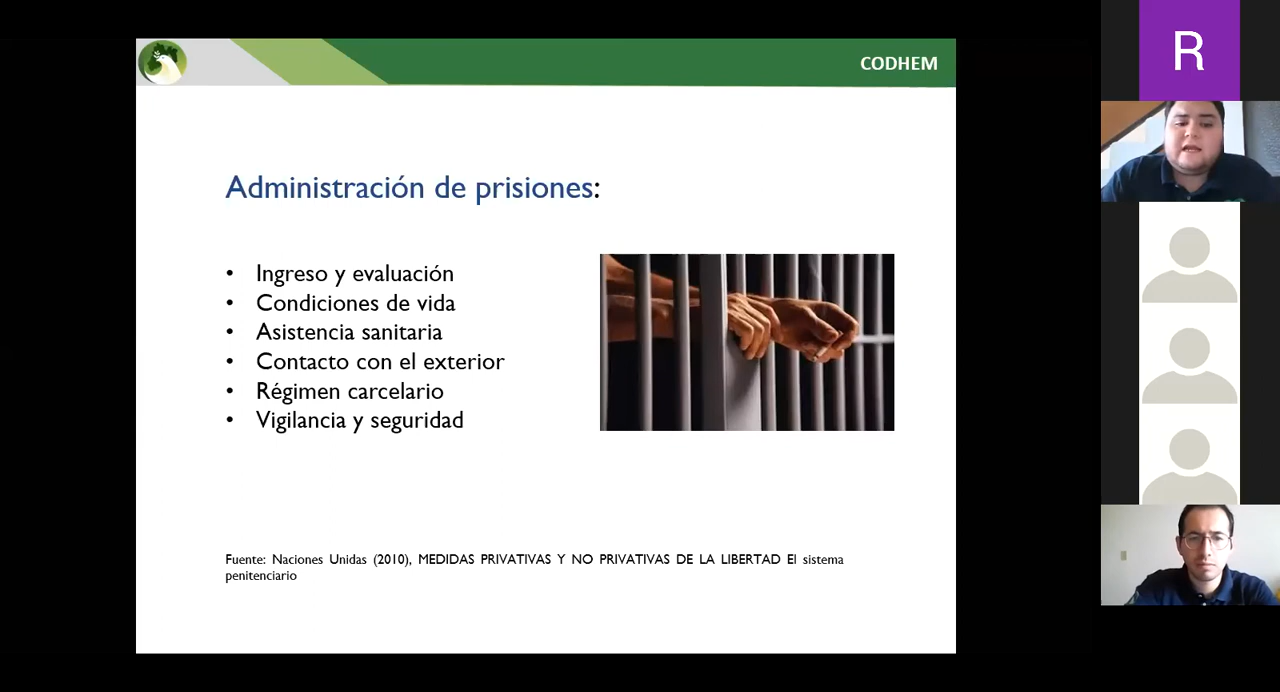 CODHEM
R
Administración de prisiones:
• Ingreso y evaluación
• Condiciones de vida
• Asistencia sanitaria
• Contacto con el exterior
• Régimen carcelario
• Vigilancia y seguridad
Fuente: Naciones Unidas (2010), MEDIDAS PRIVATIVAS Y NO PRIVATIVAS DE LA LIBERTAD El sistema
penitenciario